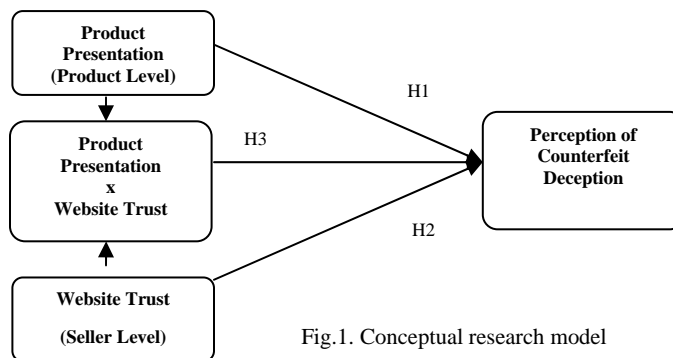 Product
Presentation
(Product Level)
H1
Product
Presentation
x
Website Trust
H3
Perception of
Counterfeit
Deception
H2
Website Trust
(Seller Level)
Fig.1. Conceptual research model